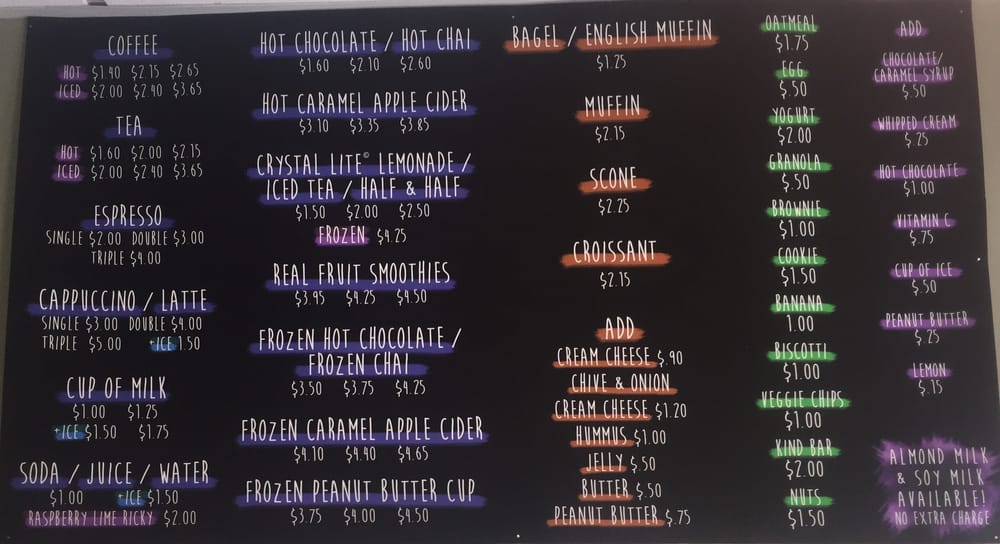 COFFEE
HOT $1.40 $2.15 $2.65
ICED $2.00 $2.40 $3.65
TEA
HOT $1.60 $2.00 $2.15
ICED $2.00 $2.40 $3.65
ESPRESSO
SINGLE $2.00 DOUBLE $3.00
TRIPLE $4.00
CAPPUCCINO / LATTE
SINGLE $3.00 DOUBLE $4.00
TRIPLE $5.00 +ICE 1.50
CUP OF MILK
$1.00 $1.25
+ICE $1.50 $1.75
SODA / JUICE / WATER
$1.00 +ICE $1.50
RASPBERRY LIME RICKY $2.00
HOT CHOCOLATE / HOT CHAI
$1.60 $2.10 $2.60
HOT CARAMEL APPLE CIDER
$3.10 $3.35 $3.85
CRYSTAL LITE© LEMONADE /
ICED TEA / HALF & HALF
$1.50 $2.00 $2.50
FROZEN $4.25
REAL FRUIT SMOOTHIES
$3.95 $4.25 $4.50
FROZEN HOT CHOCOLATE /
FROZEN CHAI
$3.50 $3.75 $4.25
FROZEN CARAMEL APPLE CIDER
$4.10 $4.40 $4.65
FROZEN PEANUT BUTTER CUP
$3.75 $4.00 $4.50
BAGEL / ENGLISH MUFFIN
$1.25
MUFFIN
$2.15
SCONE
$2.25
CROISSANT
$2.15
ADD
CREAM CHEESE $.90
CHIVE & ONION
CREAM CHEESE $1.20
HUMMUS $1.00
JELLY $.50
BUTTER $.50
PEANUT BUTTER $.75
OATMEAL
$1.75
EGG
$.50
YOGURT
$2.00
GRANOLA
$.50
BROWNIE
$1.00
COOKIE
$1.50
BANANA
1.00
BISCOTTI
$1.00
VEGGIE CHIPS
$1.00
KIND BAR
$2.00
NUTS
$1.50
ADD
CHOCOLATE/
CARAMEL SYRUP
$.50
WHIPPED CREAM
$.25
HOT CHOCOLATE
$1.00
VITAMIN C
$.75
CUP OF ICE
$.50
PEANUT BUTTER
$.25
LEMON
$.15
ALMOND MILK
& SOY MILK
AVAILABLE!
NO EXTRA CHARGE